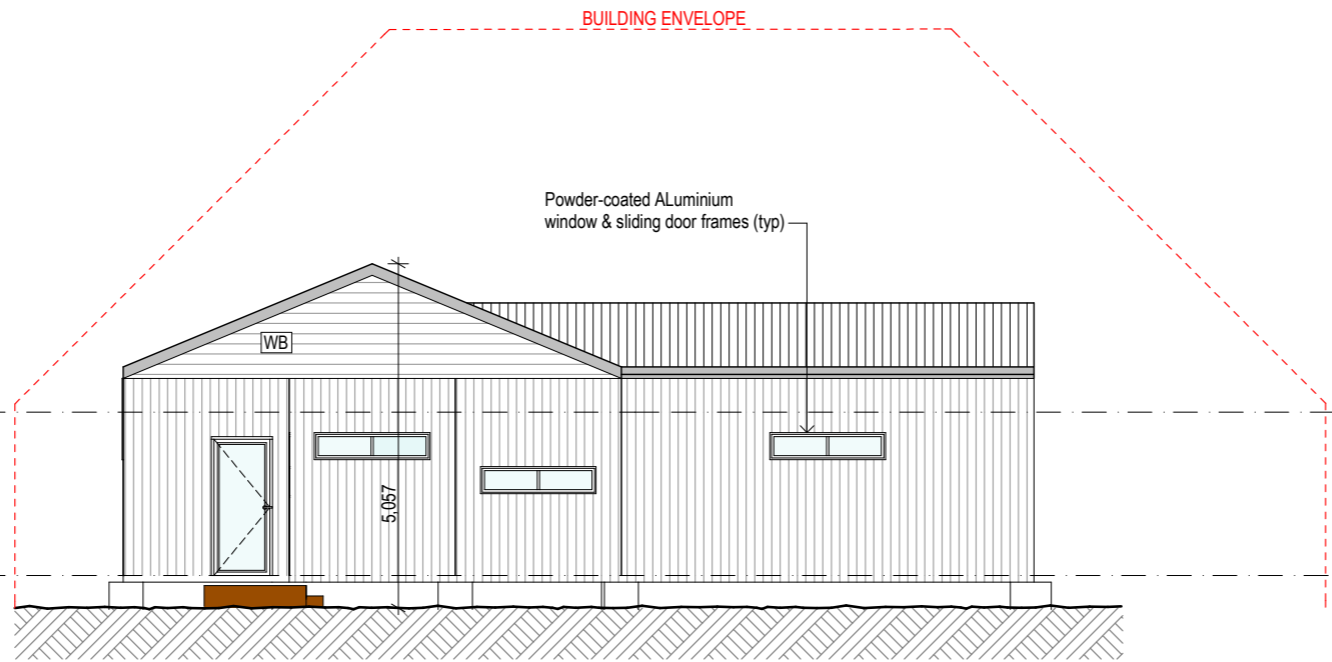 BUILDING ENVELOPE
Powder-coated ALuminium
window & sliding door frames (typ)
WB
5,057